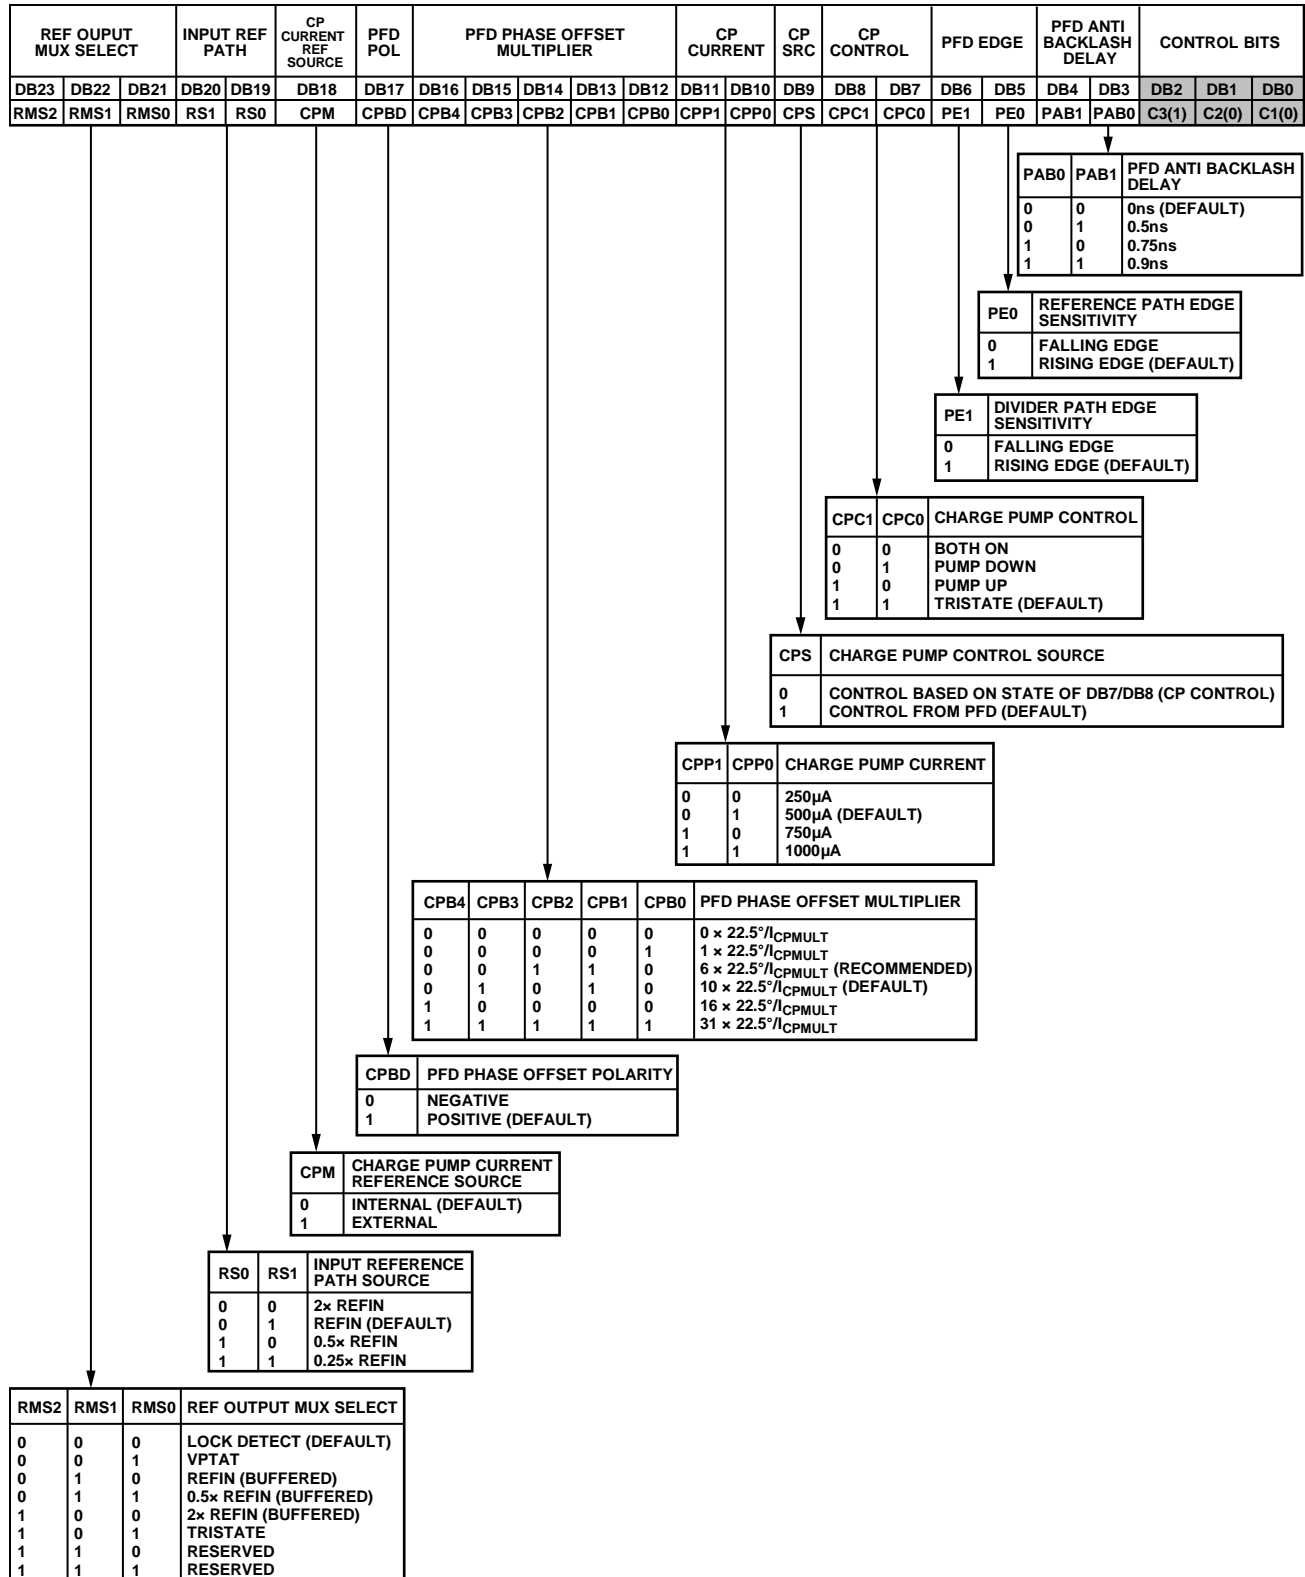 REF OUPUT MUX SELECT | INPUT REF PATH | CP CURRENT REF SOURCE | PFD POL | PFD PHASE OFFSET MULTIPLIER | CP CURRENT | CP SRC | CP CONTROL | PFD EDGE | PFD ANTI BACKLASH DELAY | CONTROL BITS
DB23 DB22 DB21 DB20 DB19 DB18 DB17 DB16 DB15 DB14 DB13 DB12 DB11 DB10 DB9 DB8 DB7 DB6 DB5 DB4 DB3 DB2 DB1 DB0
RMS2 RMS1 RMS0 RS1 RS0 CPM CPBD CPB4 CPB3 CPB2 CPB1 CPB0 CPP1 CPP0 CPS CPC1 CPC0 PE1 PE0 PAB1 PAB0 C3(1) C2(0) C1(0)
PAB0 PAB1 PFD ANTI BACKLASH DELAY
0 0 0ns (DEFAULT)
0 1 0.5ns
1 0 0.75ns
1 1 0.9ns
PE0 REFERENCE PATH EDGE SENSITIVITY
0 FALLING EDGE
1 RISING EDGE (DEFAULT)
PE1 DIVIDER PATH EDGE SENSITIVITY
0 FALLING EDGE
1 RISING EDGE (DEFAULT)
CPC1 CPC0 CHARGE PUMP CONTROL
0 0 BOTH ON
0 1 PUMP DOWN
1 0 PUMP UP
1 1 TRISTATE (DEFAULT)
CPS CHARGE PUMP CONTROL SOURCE
0 CONTROL BASED ON STATE OF DB7/DB8 (CP CONTROL)
1 CONTROL FROM PFD (DEFAULT)
CPP1 CPP0 CHARGE PUMP CURRENT
0 0 250µA
0 1 500µA (DEFAULT)
1 0 750µA
1 1 1000µA
CPB4 CPB3 CPB2 CPB1 CPB0 PFD PHASE OFFSET MULTIPLIER
0 0 0 0 0 0 × 22.5°/ICPMULT
0 0 0 0 1 1 × 22.5°/ICPMULT
0 0 1 1 0 6 × 22.5°/ICPMULT (RECOMMENDED)
0 1 0 1 0 10 × 22.5°/ICPMULT (DEFAULT)
1 0 0 0 0 16 × 22.5°/ICPMULT
1 1 1 1 1 31 × 22.5°/ICPMULT
CPBD PFD PHASE OFFSET POLARITY
0 NEGATIVE
1 POSITIVE (DEFAULT)
CPM CHARGE PUMP CURRENT REFERENCE SOURCE
0 INTERNAL (DEFAULT)
1 EXTERNAL
RS0 RS1 INPUT REFERENCE PATH SOURCE
0 0 2× REFIN
0 1 REFIN (DEFAULT)
1 0 0.5× REFIN
1 1 0.25× REFIN
RMS2 RMS1 RMS0 REF OUTPUT MUX SELECT
0 0 0 LOCK DETECT (DEFAULT)
0 0 1 VPTAT
0 1 0 REFIN (BUFFERED)
0 1 1 0.5× REFIN (BUFFERED)
1 0 0 2× REFIN (BUFFERED)
1 0 1 TRISTATE
1 1 0 RESERVED
1 1 1 RESERVED